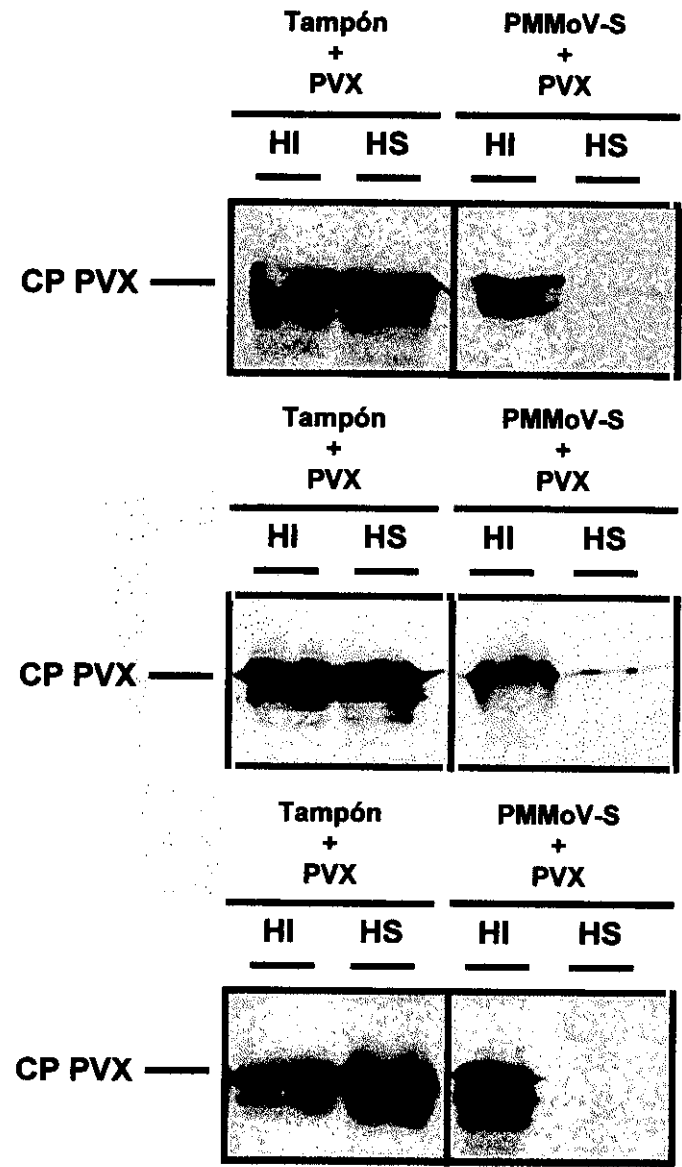 Tampón PMMoV-S
+ +
PVX PVX
HI HS HI HS
CP PVX
Tampón PMMoV-S
+ +
PVX PVX
HI HS HI HS
CP PVX
Tampón PMMoV-S
+ +
PVX PVX
HI HS HI HS
CP PVX